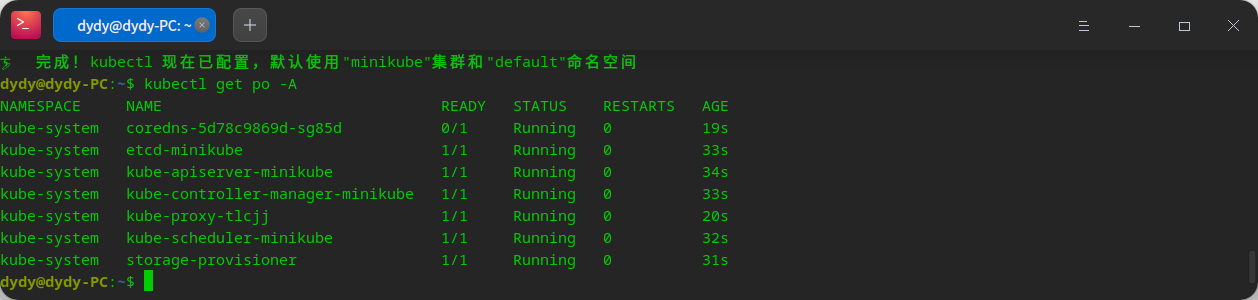 >_ dydy@dydy-PC: ~ × +
完成！kubectl 现在已配置，默认使用"minikube"集群和"default"命名空间
dydy@dydy-PC:~$ kubectl get po -A
NAMESPACE NAME READY STATUS RESTARTS AGE
kube-system coredns-5d78c9869d-sg85d 0/1 Running 0 19s
kube-system etcd-minikube 1/1 Running 0 33s
kube-system kube-apiserver-minikube 1/1 Running 0 34s
kube-system kube-controller-manager-minikube 1/1 Running 0 33s
kube-system kube-proxy-tlcjj 1/1 Running 0 20s
kube-system kube-scheduler-minikube 1/1 Running 0 32s
kube-system storage-provisioner 1/1 Running 0 31s
dydy@dydy-PC:~$